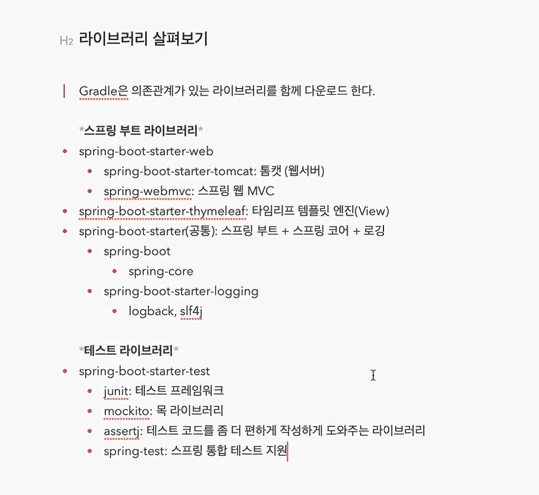 H2 라이브러리 살펴보기
Gradle은 의존관계가 있는 라이브러리를 함께 다운로드 한다.
*스프링 부트 라이브러리*
• spring-boot-starter-web
• spring-boot-starter-tomcat: 톰캣 (웹서버)
• spring-webmvc: 스프링 웹 MVC
• spring-boot-starter-thymeleaf: 타임리프 템플릿 엔진(View)
• spring-boot-starter(공통): 스프링 부트 + 스프링 코어 + 로깅
• spring-boot
• spring-core
• spring-boot-starter-logging
• logback, slf4j
*테스트 라이브러리*
• spring-boot-starter-test
• junit: 테스트 프레임워크
• mockito: 목 라이브러리
• assertj: 테스트 코드를 좀 더 편하게 작성하게 도와주는 라이브러리
• spring-test: 스프링 통합 테스트 지원